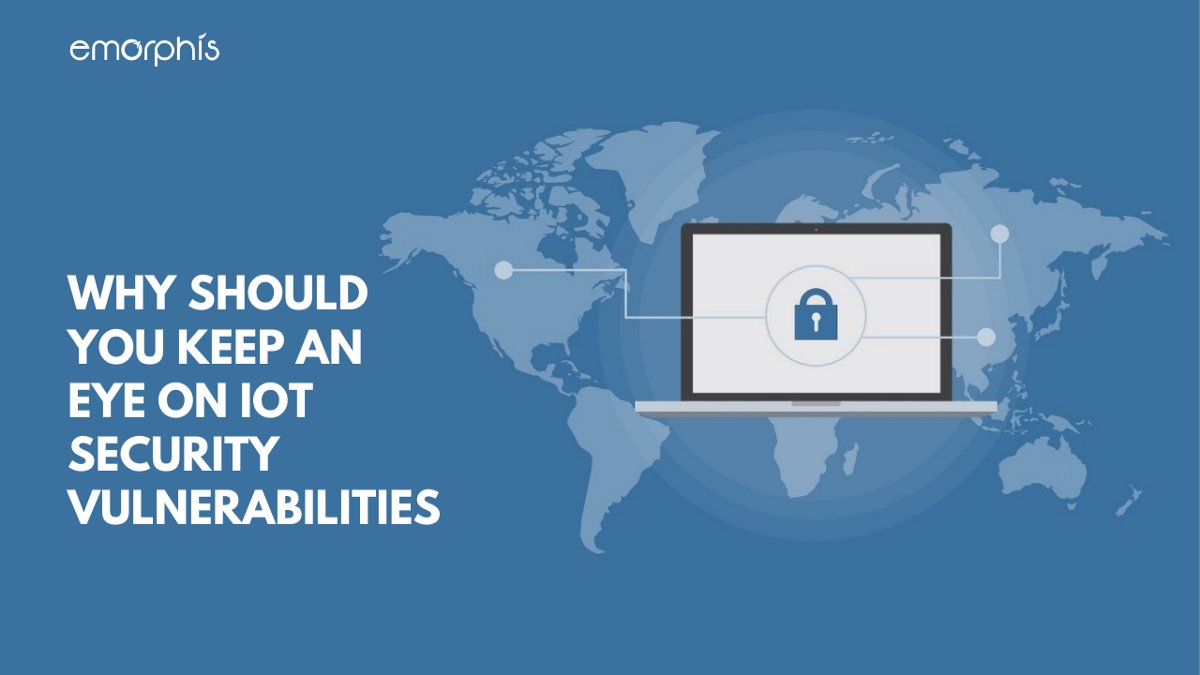 emorphis
WHY SHOULD
YOU KEEP AN
EYE ON IOT
SECURITY
VULNERABILITIES